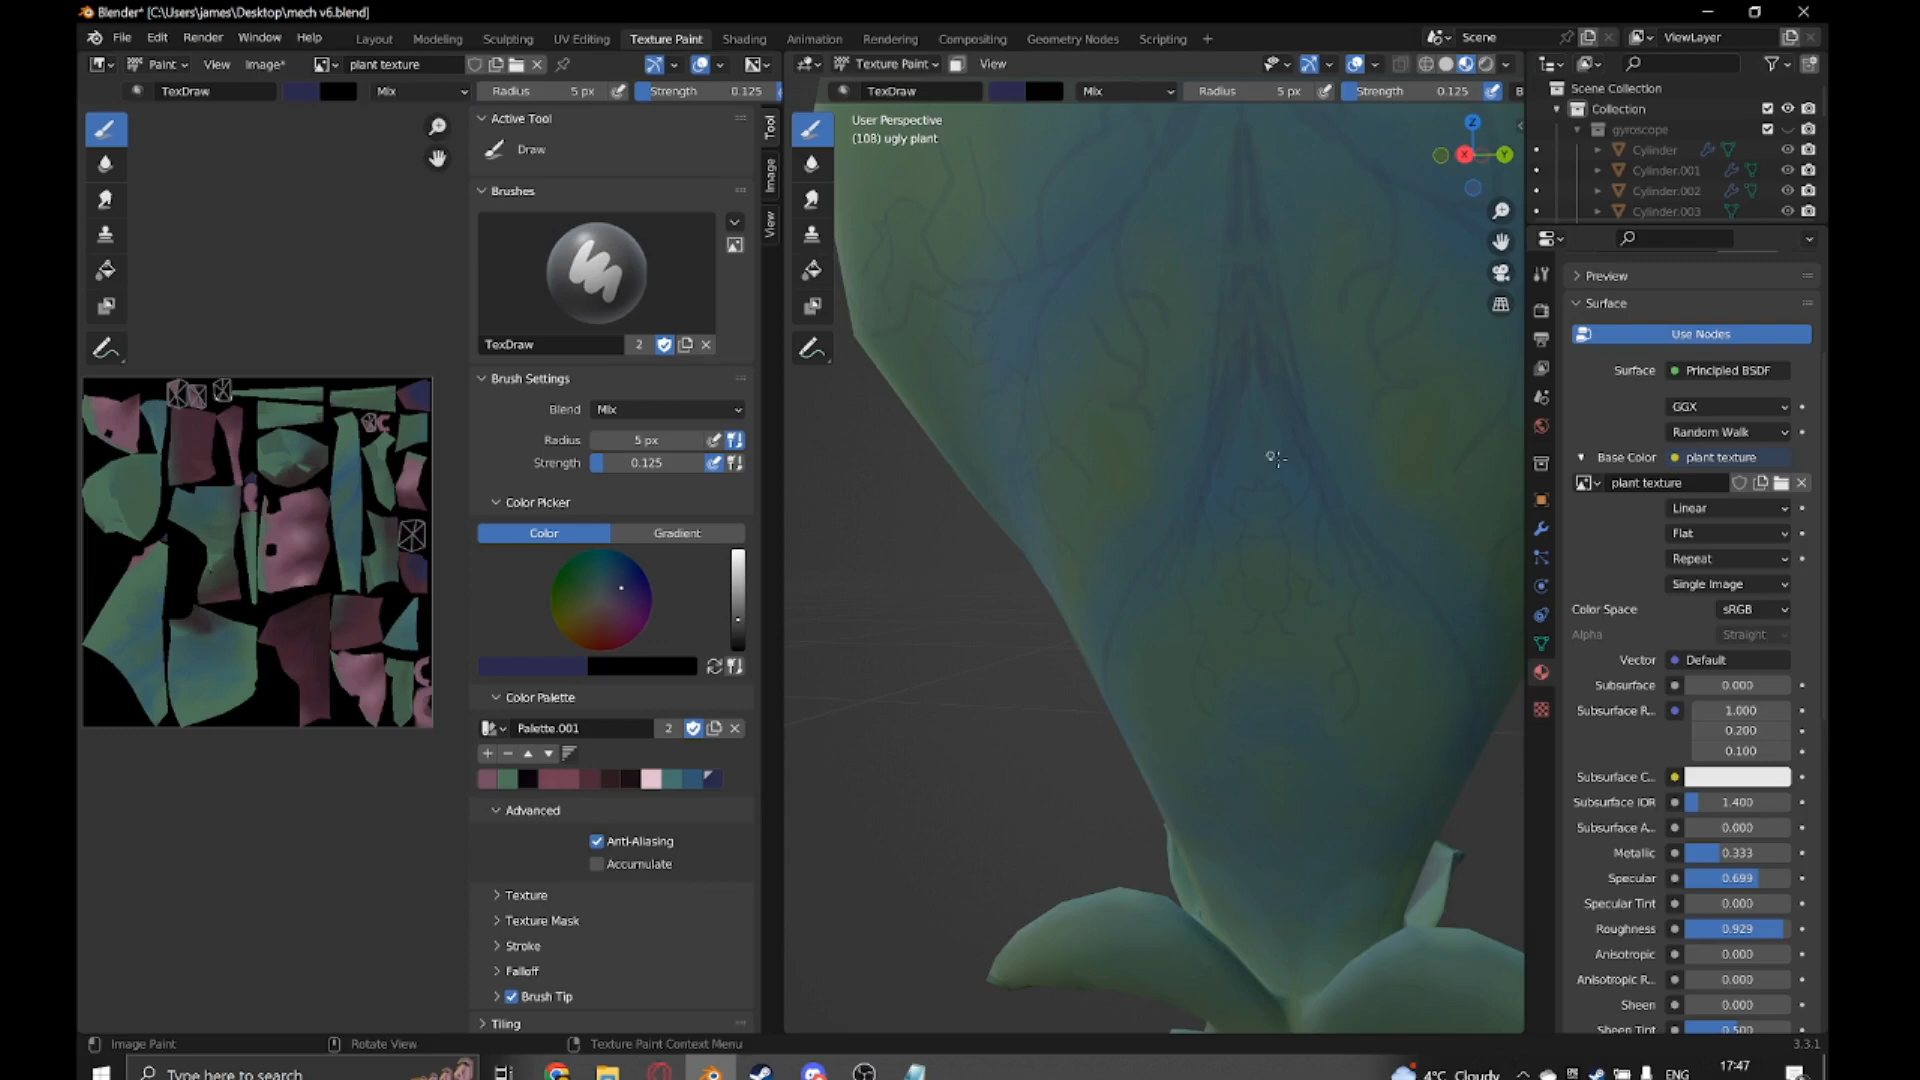 Blender* [C:\Users\james\Desktop\mech v6.blend]
File Edit Render Window Help Layout Modeling Sculpting UV Editing Texture Paint Shading Animation Rendering Compositing Geometry Nodes Scripting + Scene ViewLayer
Paint View Image* plant texture Texture Paint View
TexDraw Mix Radius 5 px Strength 0.125 TexDraw Mix Radius 5 px Strength 0.125 B
Scene Collection
Collection
gyroscope
Cylinder
Cylinder.001
Cylinder.002
Cylinder.003
Active Tool
Draw
Brushes
TexDraw 2
Brush Settings
Blend Mix
Radius 5 px
Strength 0.125
Color Picker
Color Gradient
Color Palette
Palette.001 2
Advanced
Anti-Aliasing
Accumulate
Texture
Texture Mask
Stroke
Falloff
Brush Tip
Tiling
Tool
Image
View
User Perspective
(108) ugly plant
Z
X
Y
Preview
Surface
Use Nodes
Surface Principled BSDF
GGX
Random Walk
Base Color plant texture
plant texture
Linear
Flat
Repeat
Single Image
Color Space sRGB
Alpha Straight
Vector Default
Subsurface 0.000
Subsurface R... 1.000
0.200
0.100
Subsurface C...
Subsurface IOR 1.400
Subsurface A... 0.000
Metallic 0.333
Specular 0.699
Specular Tint 0.000
Roughness 0.929
Anisotropic 0.000
Anisotropic R... 0.000
Sheen 0.000
Sheen Tint 0.500
Image Paint Rotate View Texture Paint Context Menu 3.3.1
Type here to search 4°C Cloudy ENG 17:47